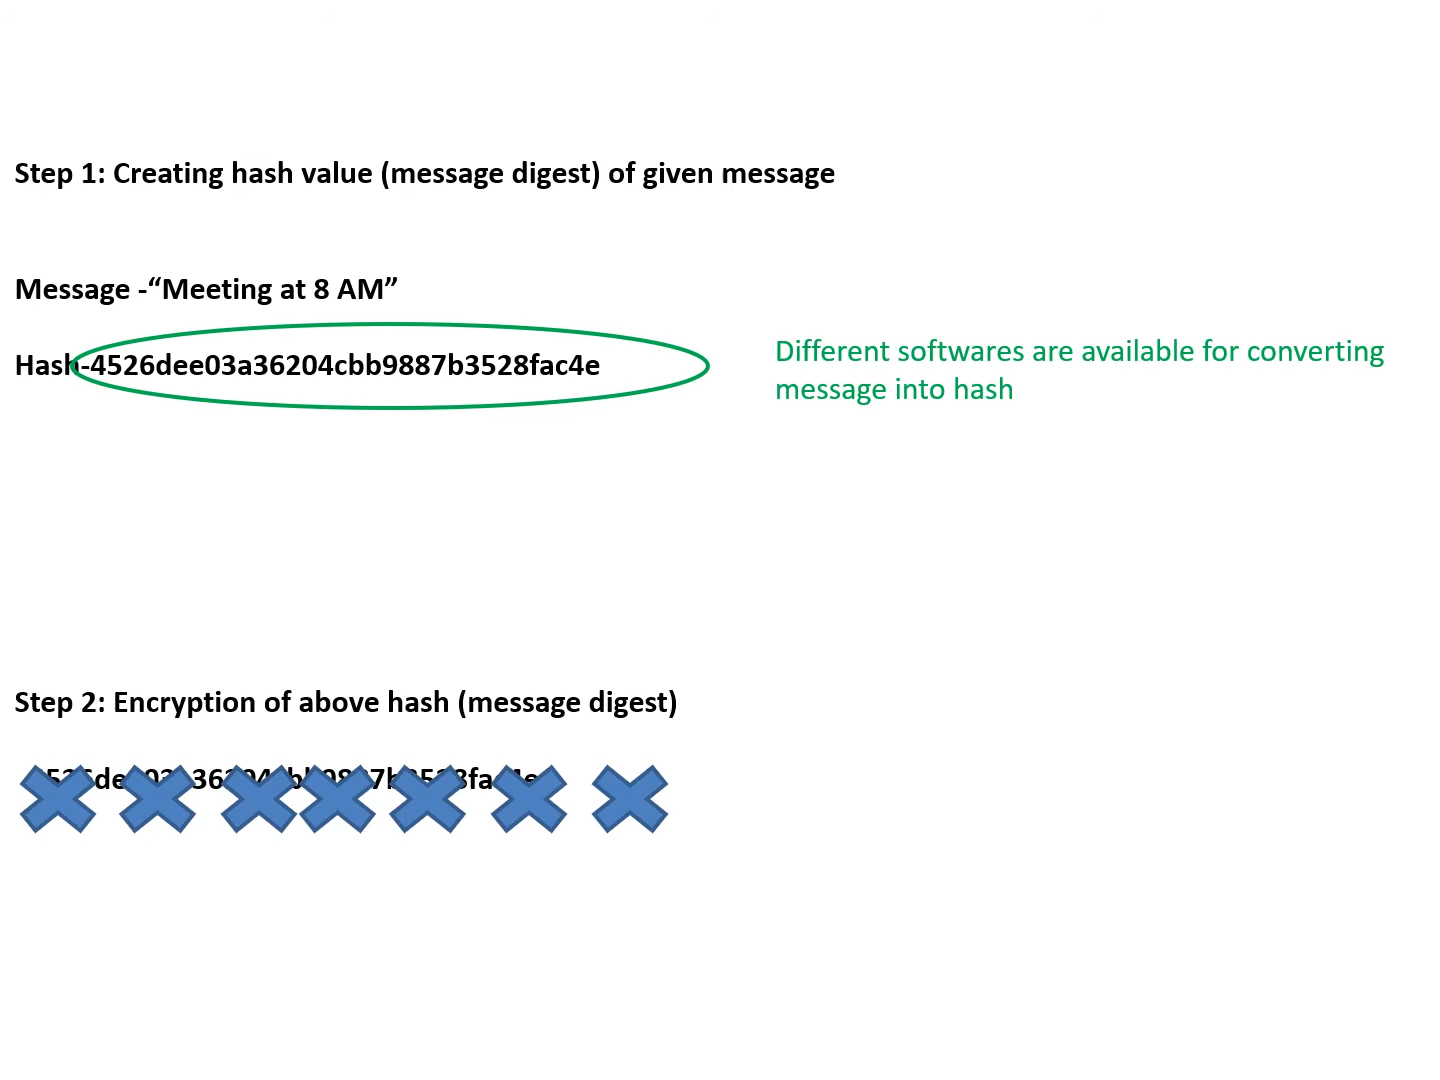 Step 1: Creating hash value (message digest) of given message
Message -“Meeting at 8 AM”
Hash-4526dee03a36204cbb9887b3528fac4e
Different softwares are available for converting
message into hash
Step 2: Encryption of above hash (message digest)